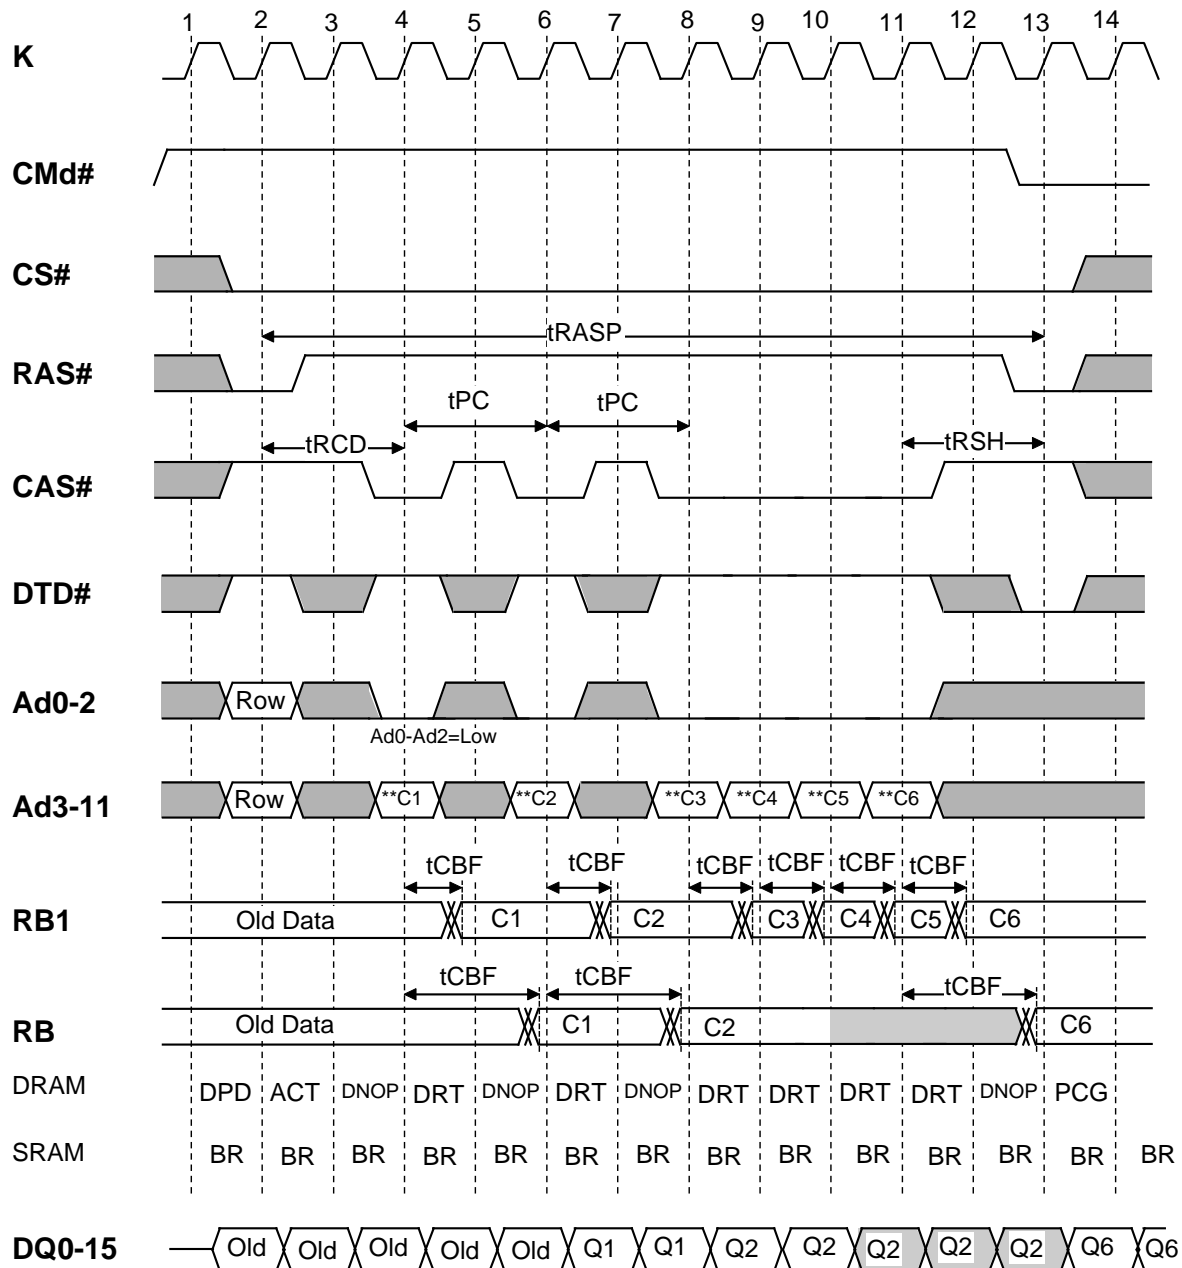 1 2 3 4 5 6 7 8 9 10 11 12 13 14
K
CMd#
CS#
tRASP
RAS#
tPC tPC
tRCD tRSH
CAS#
DTD#
Ad0-2 Row
Ad0-Ad2=Low
Ad3-11 Row **C1 **C2 **C3 **C4 **C5 **C6
tCBF tCBF tCBF tCBF tCBF tCBF
RB1 Old Data C1 C2 C3 C4 C5 C6
tCBF tCBF tCBF
RB Old Data C1 C2 C6
DRAM DPD ACT DNOP DRT DNOP DRT DNOP DRT DRT DRT DRT DNOP PCG
SRAM BR BR BR BR BR BR BR BR BR BR BR BR BR BR
DQ0-15 Old Old Old Old Old Q1 Q1 Q2 Q2 Q2 Q2 Q2 Q6 Q6